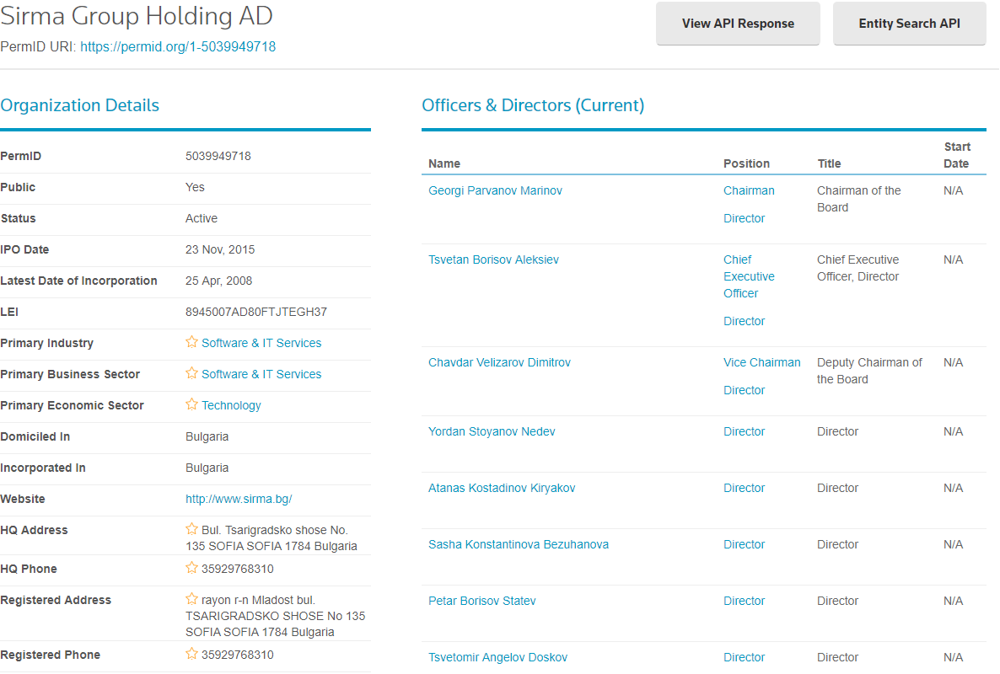 Sirma Group Holding AD
View API Response
Entity Search API
PermID URI: https://permid.org/1-5039949718
Organization Details
PermID 5039949718
Public Yes
Status Active
IPO Date 23 Nov, 2015
Latest Date of Incorporation 25 Apr, 2008
LEI 8945007AD80FTJTEGH37
Primary Industry Software & IT Services
Primary Business Sector Software & IT Services
Primary Economic Sector Technology
Domiciled In Bulgaria
Incorporated In Bulgaria
Website http://www.sirma.bg/
HQ Address Bul. Tsarigradsko shose No.
135 SOFIA SOFIA 1784 Bulgaria
HQ Phone 35929768310
Registered Address rayon r-n Mladost bul.
TSARIGRADSKO SHOSE No 135
SOFIA SOFIA 1784 Bulgaria
Registered Phone 35929768310
Officers & Directors (Current)
Start
Name Position Title Date
Georgi Parvanov Marinov Chairman Chairman of the N/A
Board
Director
Tsvetan Borisov Aleksiev Chief Chief Executive N/A
Executive Officer, Director
Officer
Director
Chavdar Velizarov Dimitrov Vice Chairman Deputy Chairman of N/A
the Board
Director
Yordan Stoyanov Nedev Director Director N/A
Atanas Kostadinov Kiryakov Director Director N/A
Sasha Konstantinova Bezuhanova Director Director N/A
Petar Borisov Statev Director Director N/A
Tsvetomir Angelov Doskov Director Director N/A